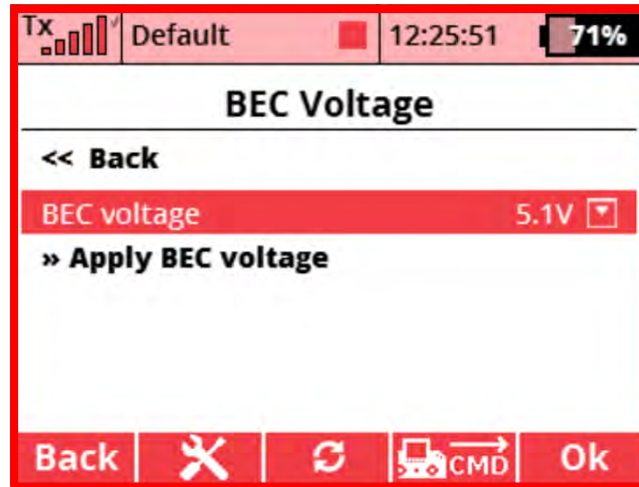 Tx Default 12:25:51 71%
BEC Voltage
<< Back
BEC voltage 5.1V
» Apply BEC voltage
Back CMD Ok